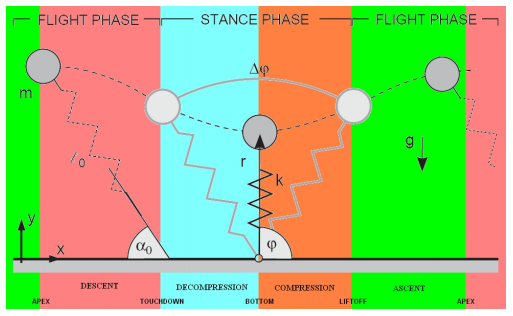 FLIGHT PHASE STANCE PHASE FLIGHT PHASE
Δφ
m
ℓ0
r
k
g
y
x
α0
φ
DESCENT DECOMPRESSION COMPRESSION ASCENT
APEX TOUCHDOWN BOTTOM LIFTOFF APEX